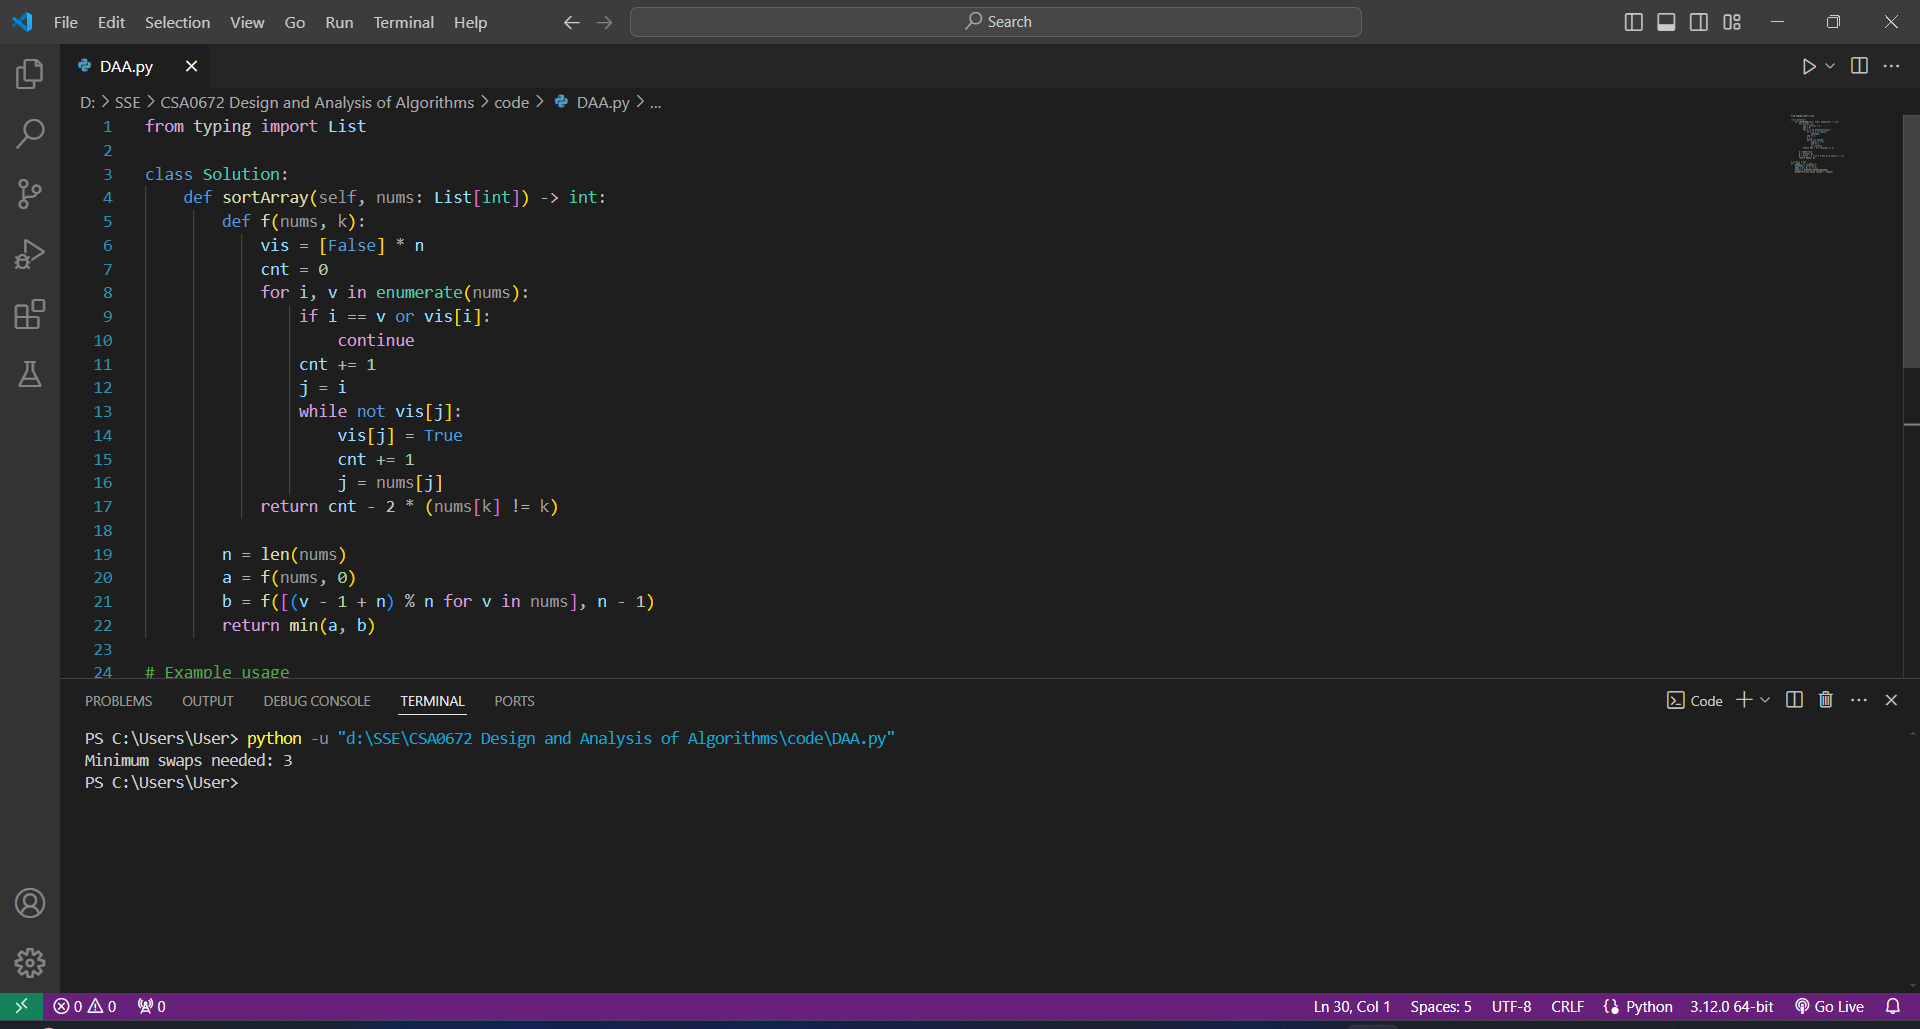 File Edit Selection View Go Run Terminal Help Search
DAA.py
D: > SSE > CSA0672 Design and Analysis of Algorithms > code > DAA.py > ...
1 from typing import List
2
3 class Solution:
4     def sortArray(self, nums: List[int]) -> int:
5         def f(nums, k):
6             vis = [False] * n
7             cnt = 0
8             for i, v in enumerate(nums):
9                 if i == v or vis[i]:
10                     continue
11                 cnt += 1
12                 j = i
13                 while not vis[j]:
14                     vis[j] = True
15                     cnt += 1
16                     j = nums[j]
17             return cnt - 2 * (nums[k] != k)
18
19         n = len(nums)
20         a = f(nums, 0)
21         b = f([(v - 1 + n) % n for v in nums], n - 1)
22         return min(a, b)
23
24 # Example usage
PROBLEMS OUTPUT DEBUG CONSOLE TERMINAL PORTS Code
PS C:\Users\User> python -u "d:\SSE\CSA0672 Design and Analysis of Algorithms\code\DAA.py"
Minimum swaps needed: 3
PS C:\Users\User>
0 0 0 Ln 30, Col 1 Spaces: 5 UTF-8 CRLF Python 3.12.0 64-bit Go Live